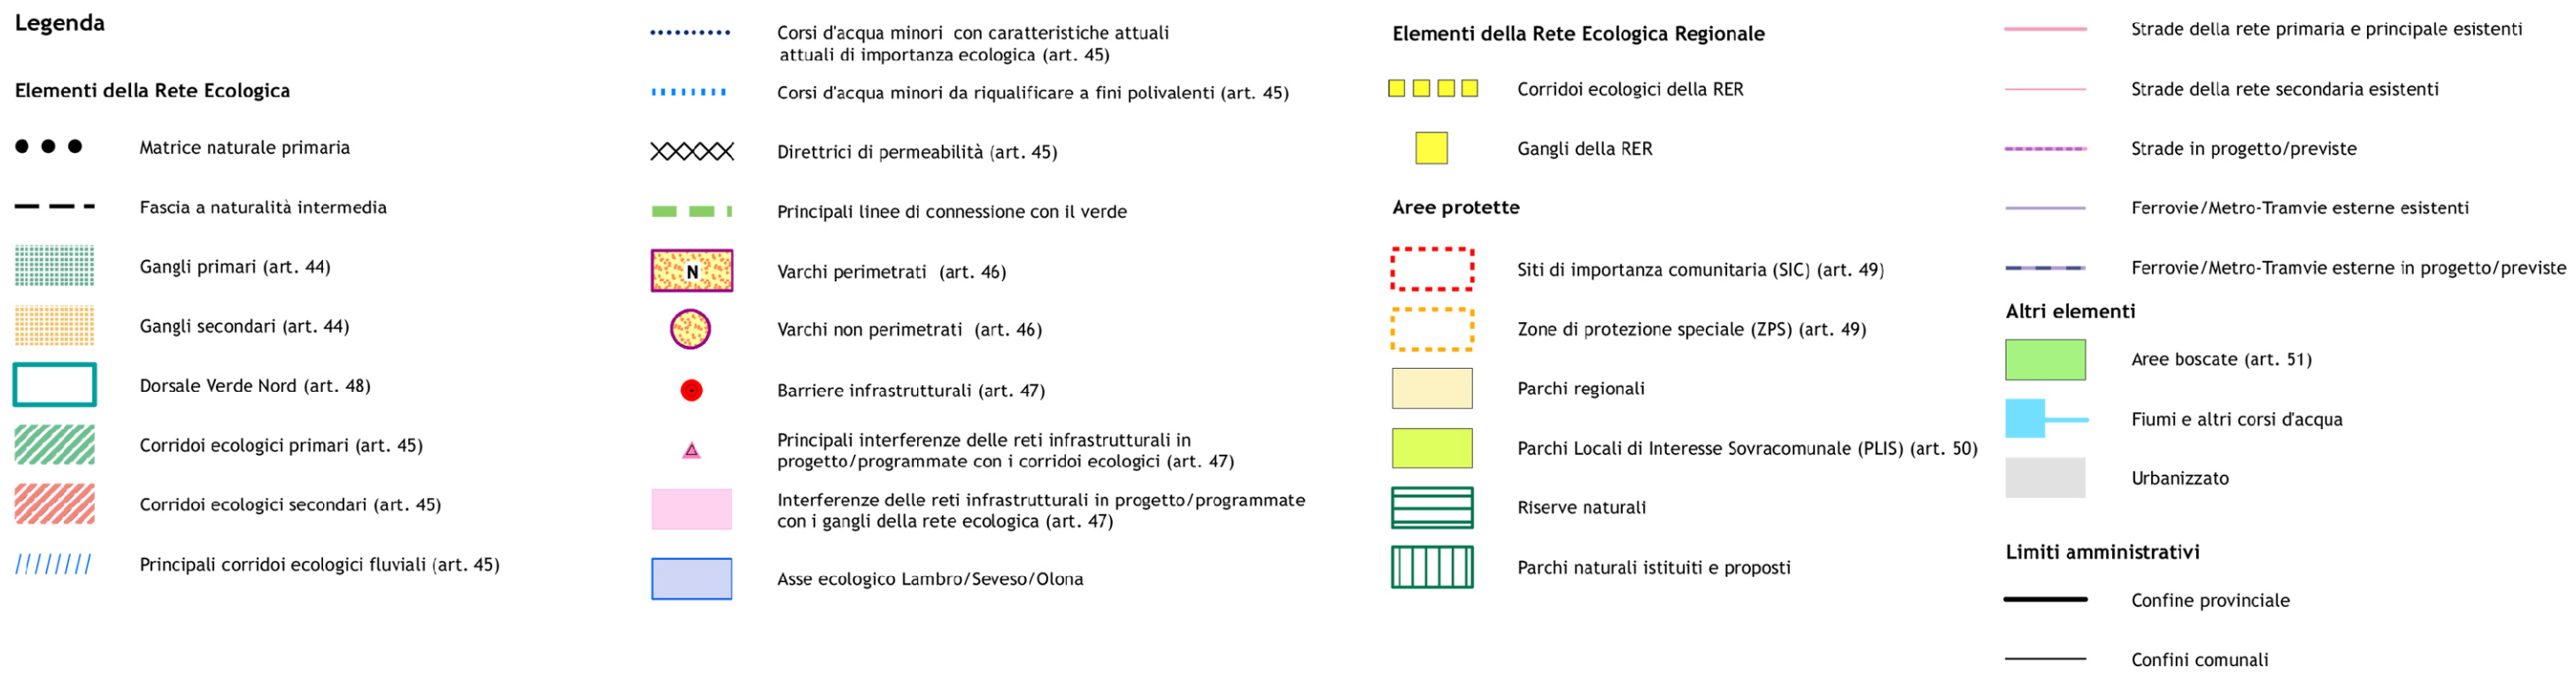 Legenda
Elementi della Rete Ecologica
Matrice naturale primaria
Fascia a naturalità intermedia
Gangli primari (art. 44)
Gangli secondari (art. 44)
Dorsale Verde Nord (art. 48)
Corridoi ecologici primari (art. 45)
Corridoi ecologici secondari (art. 45)
Principali corridoi ecologici fluviali (art. 45)
Corsi d'acqua minori con caratteristiche attuali
attuali di importanza ecologica (art. 45)
Corsi d'acqua minori da riqualificare a fini polivalenti (art. 45)
Direttrici di permeabilità (art. 45)
Principali linee di connessione con il verde
N
Varchi perimetrati (art. 46)
Varchi non perimetrati (art. 46)
Barriere infrastrutturali (art. 47)
Principali interferenze delle reti infrastrutturali in
progetto/programmate con i corridoi ecologici (art. 47)
Interferenze delle reti infrastrutturali in progetto/programmate
con i gangli della rete ecologica (art. 47)
Asse ecologico Lambro/Seveso/Olona
Elementi della Rete Ecologica Regionale
Corridoi ecologici della RER
Gangli della RER
Aree protette
Siti di importanza comunitaria (SIC) (art. 49)
Zone di protezione speciale (ZPS) (art. 49)
Parchi regionali
Parchi Locali di Interesse Sovracomunale (PLIS) (art. 50)
Riserve naturali
Parchi naturali istituiti e proposti
Strade della rete primaria e principale esistenti
Strade della rete secondaria esistenti
Strade in progetto/previste
Ferrovie/Metro-Tramvie esterne esistenti
Ferrovie/Metro-Tramvie esterne in progetto/previste
Altri elementi
Aree boscate (art. 51)
Fiumi e altri corsi d'acqua
Urbanizzato
Limiti amministrativi
Confine provinciale
Confini comunali